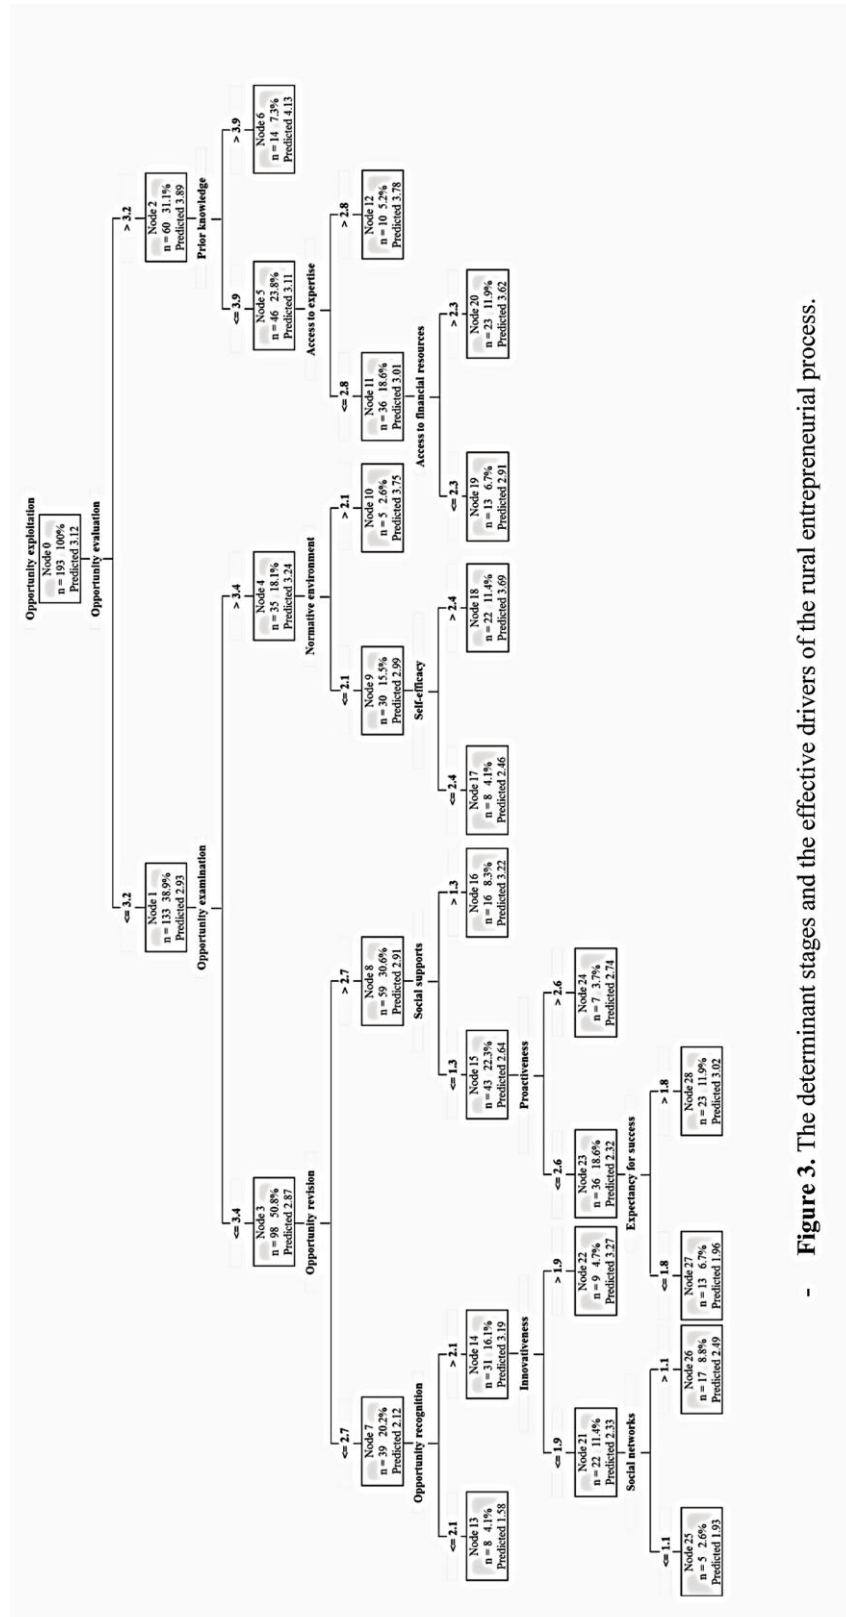 Opportunity exploitation
Node 0
n = 193 100%
Predicted 3.12
Opportunity evaluation
<= 3.2
Node 1
n = 133 38.9%
Predicted 2.93
Opportunity examination
> 3.2
Node 2
n = 60 31.1%
Predicted 3.89
Prior knowledge
<= 3.4
Node 3
n = 98 50.8%
Predicted 2.87
Opportunity revision
> 3.4
Node 4
n = 35 18.1%
Predicted 3.24
Normative environment
<= 3.9
Node 5
n = 46 23.8%
Predicted 3.11
Access to expertise
> 3.9
Node 6
n = 14 7.3%
Predicted 4.13
<= 2.7
Node 7
n = 39 20.2%
Predicted 2.12
Opportunity recognition
> 2.7
Node 8
n = 59 30.6%
Predicted 2.91
Social supports
<= 2.1
Node 9
n = 30 15.5%
Predicted 2.99
Self-efficacy
> 2.1
Node 10
n = 5 2.6%
Predicted 3.75
<= 2.8
Node 11
n = 36 18.6%
Predicted 3.01
Access to financial resources
> 2.8
Node 12
n = 10 5.2%
Predicted 3.78
<= 2.1
Node 13
n = 8 4.1%
Predicted 1.58
> 2.1
Node 14
n = 31 16.1%
Predicted 3.19
Innovativeness
<= 1.3
Node 15
n = 43 22.3%
Predicted 2.64
Proactiveness
> 1.3
Node 16
n = 16 8.3%
Predicted 3.22
<= 2.4
Node 17
n = 8 4.1%
Predicted 2.46
> 2.4
Node 18
n = 22 11.4%
Predicted 3.69
<= 2.3
Node 19
n = 13 6.7%
Predicted 2.91
> 2.3
Node 20
n = 23 11.9%
Predicted 3.62
<= 1.9
Node 21
n = 22 11.4%
Predicted 2.33
Social networks
> 1.9
Node 22
n = 9 4.7%
Predicted 3.27
<= 2.6
Node 23
n = 36 18.6%
Predicted 2.32
Expectancy for success
> 2.6
Node 24
n = 7 3.7%
Predicted 2.74
<= 1.1
Node 25
n = 5 2.6%
Predicted 1.93
> 1.1
Node 26
n = 17 8.8%
Predicted 2.49
<= 1.8
Node 27
n = 13 6.7%
Predicted 1.96
> 1.8
Node 28
n = 23 11.9%
Predicted 3.02
- Figure 3. The determinant stages and the effective drivers of the rural entrepreneurial process.